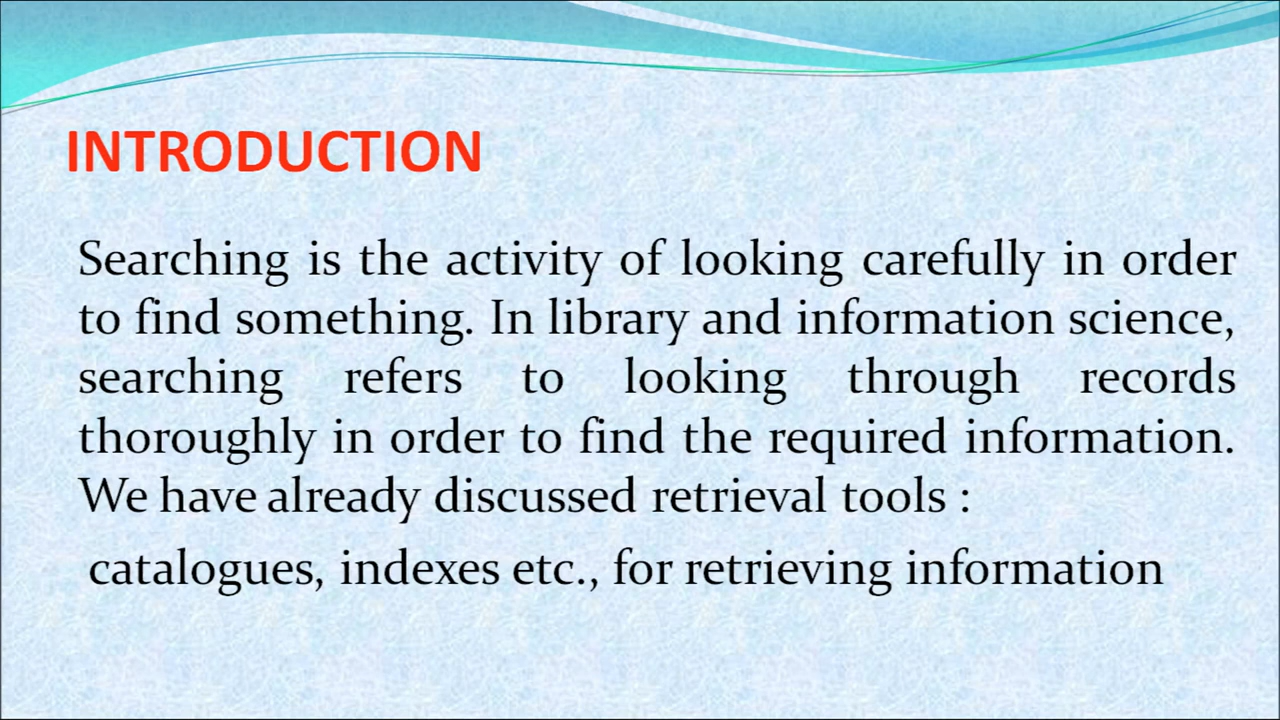 INTRODUCTION
Searching is the activity of looking carefully in order
to find something. In library and information science,
searching refers to looking through records
thoroughly in order to find the required information.
We have already discussed retrieval tools :
catalogues, indexes etc., for retrieving information